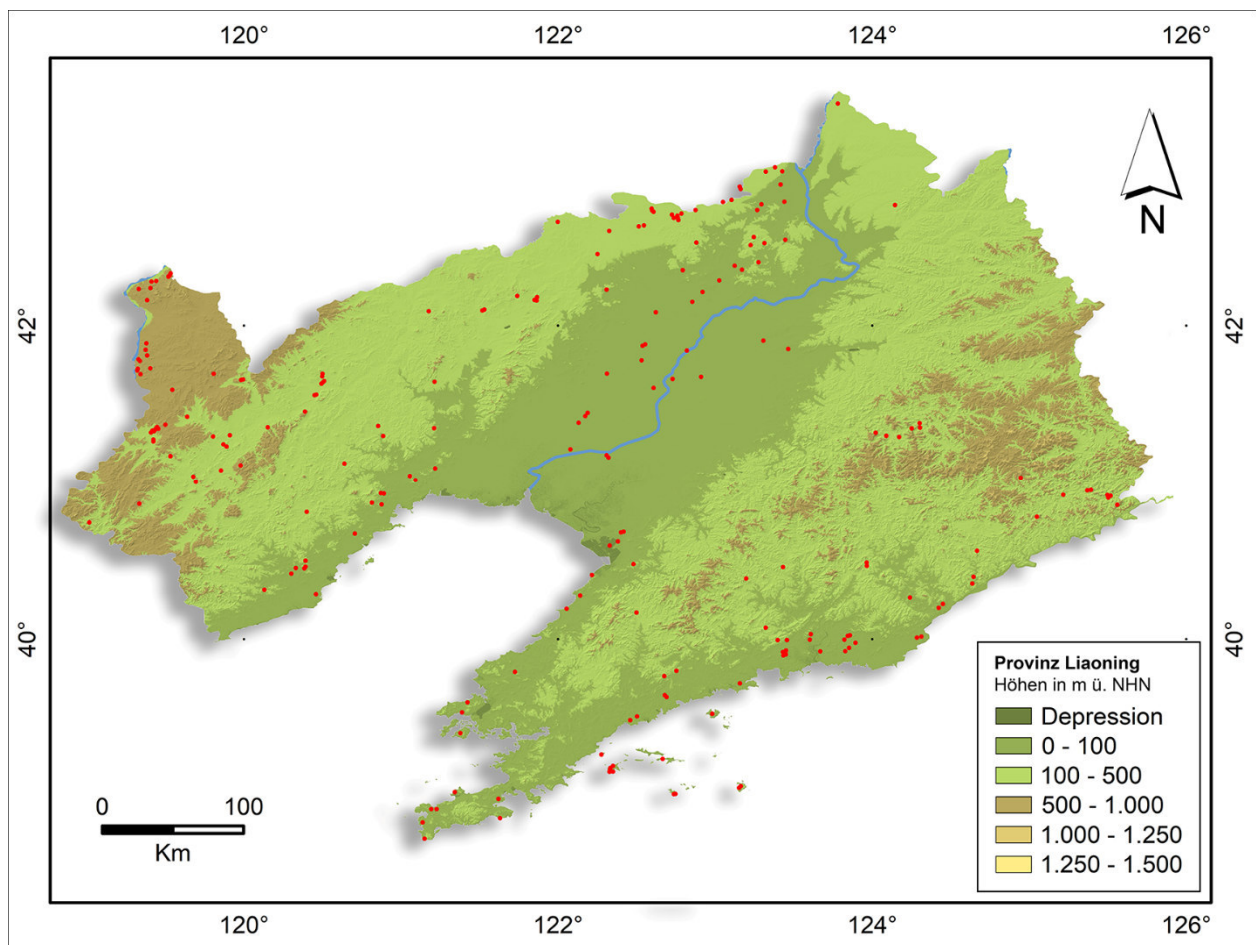 120° 122° 124° 126°
N
42° 42°
40° 40°
Provinz Liaoning
Höhen in m ü. NHN
Depression
0 - 100
100 - 500
500 - 1.000
1.000 - 1.250
1.250 - 1.500
0 100
Km
120° 122° 124° 126°